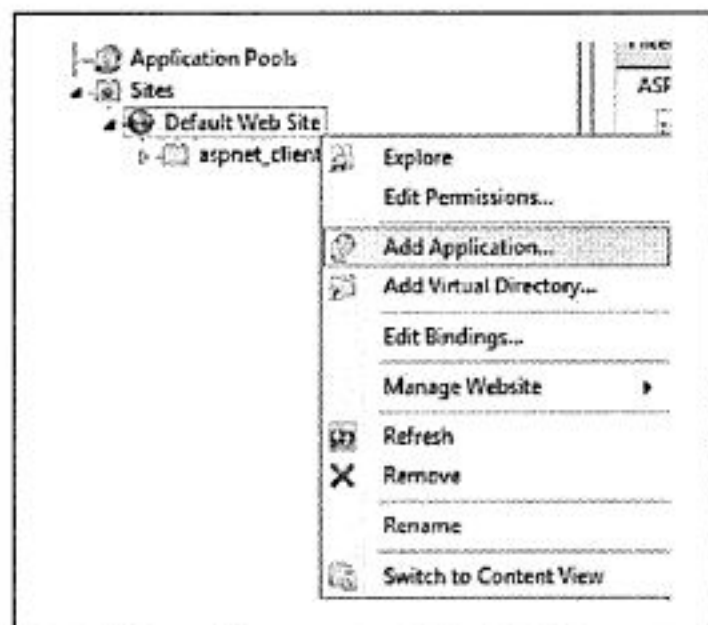 Application Pools
Sites
ASP
Default Web Site
aspnet_client
Explore
Edit Permissions...
Add Application...
Add Virtual Directory...
Edit Bindings...
Manage Website
Refresh
Remove
Rename
Switch to Content View